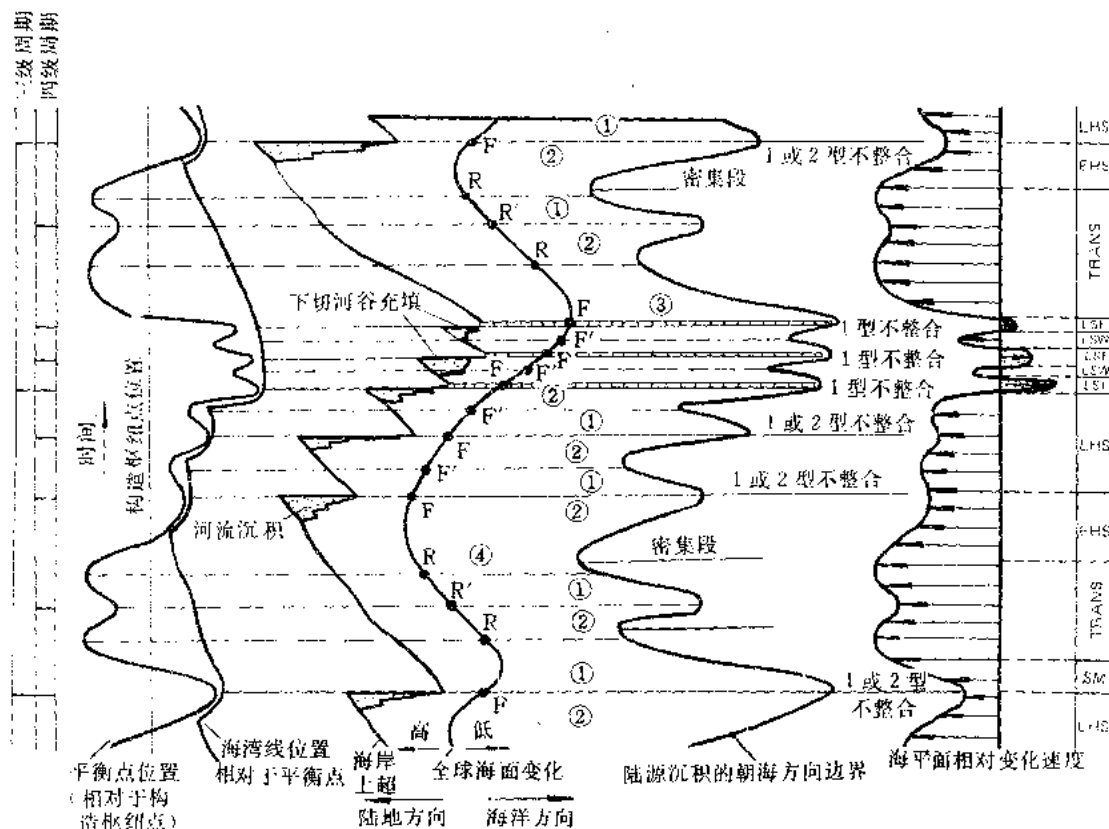 四级周期
①
LHS
F
②
1 或 2 型不整合
EHS
密集段
R
①
R'
②
R
TRANS
下切河谷充填
③
F
1 型不整合
LSF
F'
LSW
1 型不整合
LSF
F'
LSW
F
②
1 型不整合
LSF
时间
构造枢纽点位置
F'
①
1 或 2 型不整合
F
②
LHS
F'
①
1 或 2 型不整合
河流沉积
F
②
EHS
密集段
④
R
①
R'
②
R
TRANS
①
1 或 2 型
不整合
SM
F
②
LHS
高
低
平衡点位置
(相对于构
造枢纽点)
海湾线位置
相对于平衡点
海岸
上超
全球海面变化
陆源沉积的朝海方向边界
海平面相对变化速度
陆地方向
海洋方向